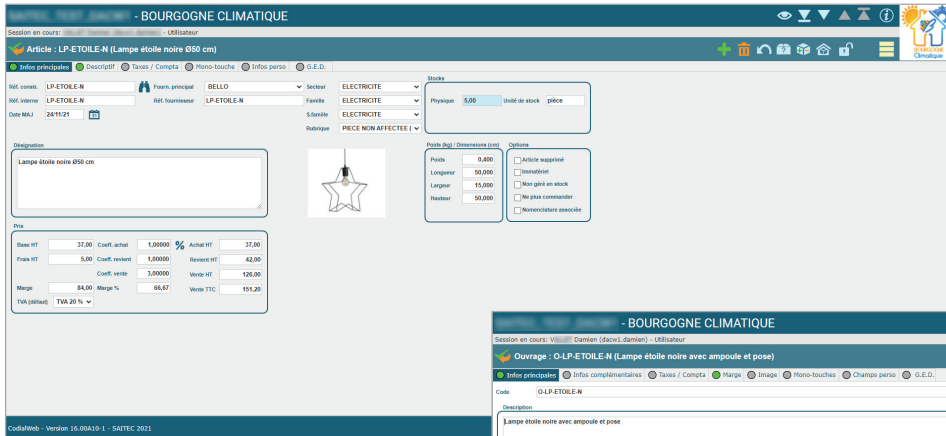 - BOURGOGNE CLIMATIQUE
Session en cours: - Utilisateur
Article : LP-ETOILE-N (Lampe étoile noire Ø50 cm)
BOURGOGNE
Climatique
Infos principales Descriptif Taxes / Compta Mono-touche Infos perso G.E.D.
Réf. constr. LP-ETOILE-N Fourn. principal BELLO Secteur ELECTRICITE
Réf. interne LP-ETOILE-N Réf. fournisseur LP-ETOILE-N Famille ELECTRICITE
Date MAJ 24/11/21 S.famille ELECTRICITE
Rubrique PIECE NON AFFECTEE (
Stocks
Physique 5,00 Unité de stock pièce
Désignation
Lampe étoile noire Ø50 cm
Poids (kg) / Dimensions (cm)
Poids 0,400
Longueur 50,000
Largeur 15,000
Hauteur 50,000
Options
Article supprimé
Immatériel
Non géré en stock
Ne plus commander
Nomenclature associée
Prix
Base HT 37,00 Coeff. achat 1,00000 % Achat HT 37,00
Frais HT 5,00 Coeff. revient 1,00000 Revient HT 42,00
Coeff. vente 3,00000 Vente HT 126,00
Marge 84,00 Marge % 66,67 Vente TTC 151,20
TVA (défaut) TVA 20 %
CodialWeb - Version 16.00A10-1 - SAITEC 2021
- BOURGOGNE CLIMATIQUE
Session en cours: V Damien (dacw1.damien) - Utilisateur
Ouvrage : O-LP-ETOILE-N (Lampe étoile noire avec ampoule et pose)
Infos principales Infos complémentaires Taxes / Compta Marge Image Mono-touches Champs perso G.E.D.
Code O-LP-ETOILE-N
Description
Lampe étoile noire avec ampoule et pose